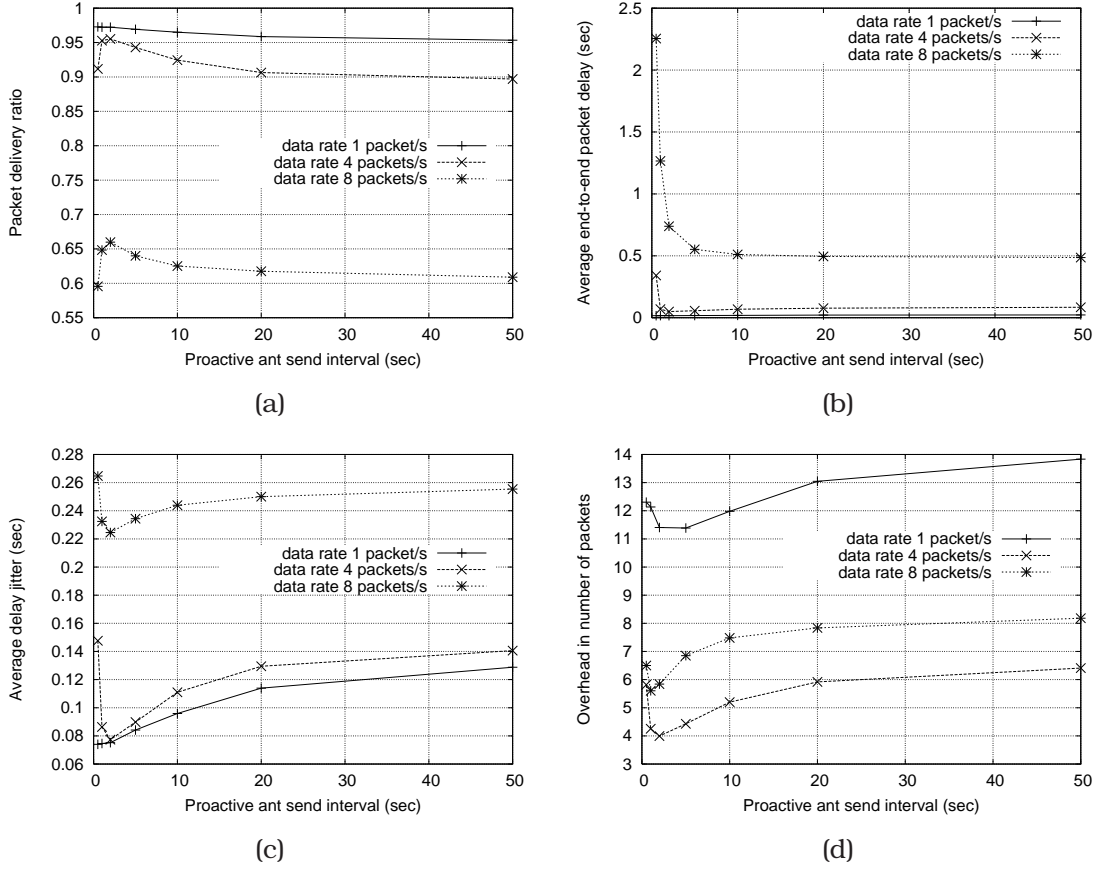 1
0.95
0.9
0.85
0.8
0.75
0.7
0.65
0.6
0.55
Packet delivery ratio
data rate 1 packet/s
data rate 4 packets/s
data rate 8 packets/s
0 10 20 30 40 50
Proactive ant send interval (sec)
(a)
2.5
2
1.5
1
0.5
0
Average end-to-end packet delay (sec)
data rate 1 packet/s
data rate 4 packets/s
data rate 8 packets/s
0 10 20 30 40 50
Proactive ant send interval (sec)
(b)
0.28
0.26
0.24
0.22
0.2
0.18
0.16
0.14
0.12
0.1
0.08
0.06
Average delay jitter (sec)
data rate 1 packet/s
data rate 4 packets/s
data rate 8 packets/s
0 10 20 30 40 50
Proactive ant send interval (sec)
(c)
14
13
12
11
10
9
8
7
6
5
4
3
Overhead in number of packets
data rate 1 packet/s
data rate 4 packets/s
data rate 8 packets/s
0 10 20 30 40 50
Proactive ant send interval (sec)
(d)